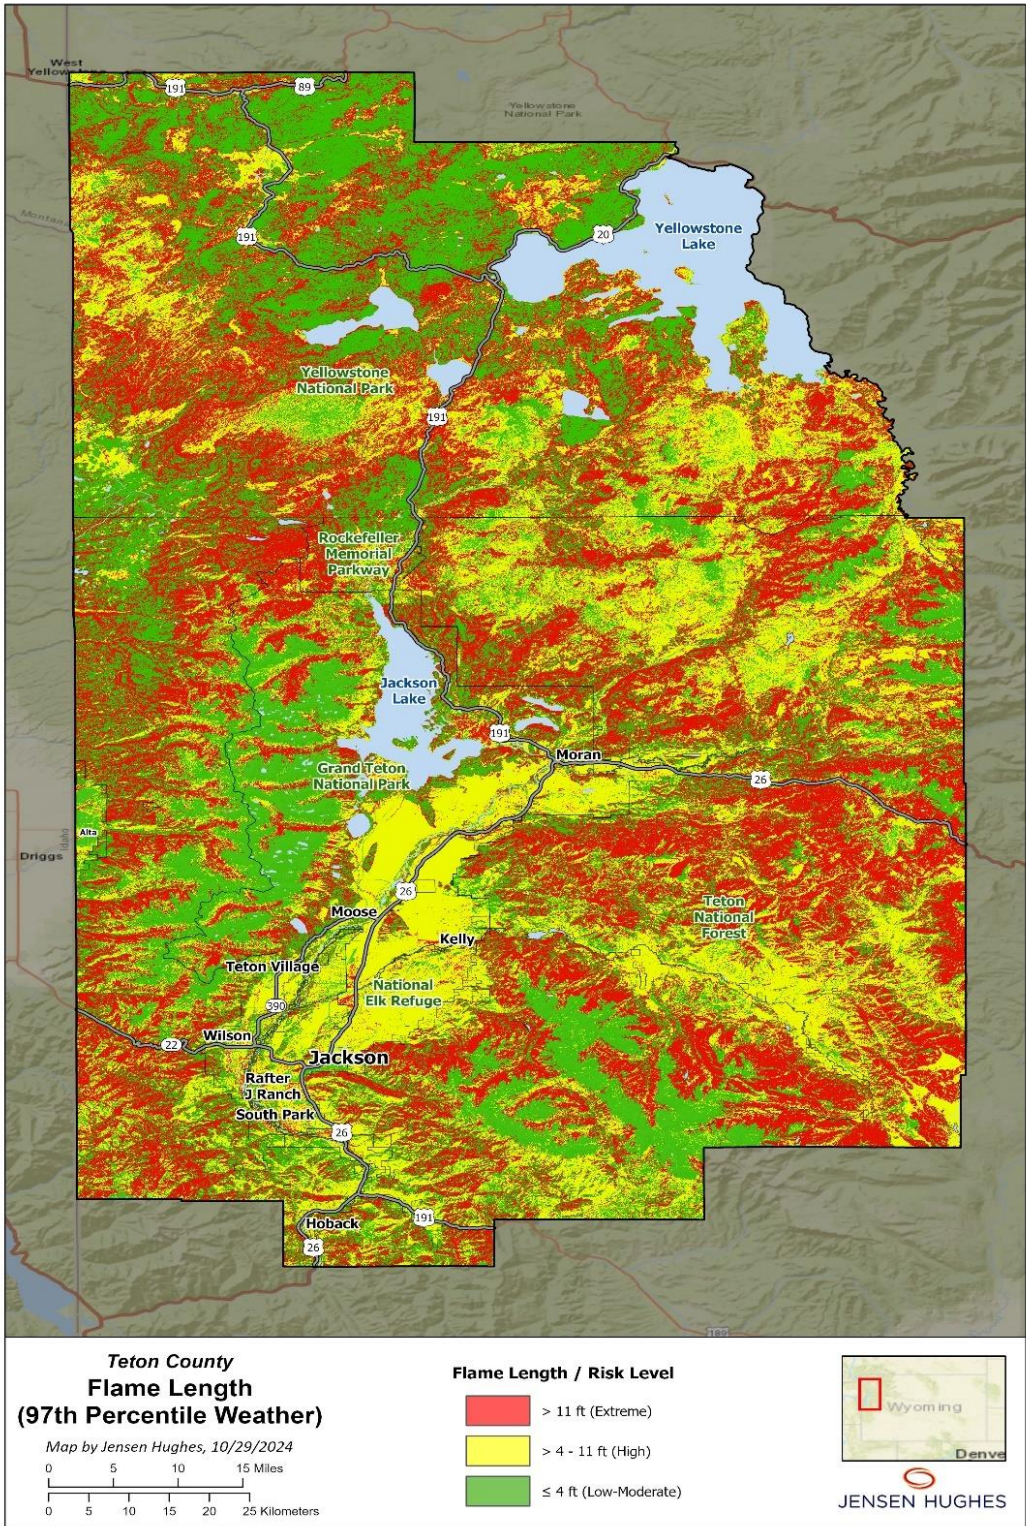 West
Yellowstone
191
89
Yellowstone
National Park
Montana
191
20
Yellowstone
Lake
Yellowstone
National Park
191
Rockefeller
Memorial
Parkway
Jackson
Lake
191
Moran
26
Grand Teton
National Park
Alta
Idaho
Driggs
26
Moose
Teton
National
Forest
Kelly
Teton Village
National
Elk Refuge
390
Wilson
22
Jackson
Rafter
J Ranch
South Park
26
Hoback
191
26
189
Teton County
Flame Length
(97th Percentile Weather)
Map by Jensen Hughes, 10/29/2024
0 5 10 15 Miles
0 5 10 15 20 25 Kilometers
Flame Length / Risk Level
> 11 ft (Extreme)
> 4 - 11 ft (High)
≤ 4 ft (Low-Moderate)
Wyoming
Denve
JENSEN HUGHES